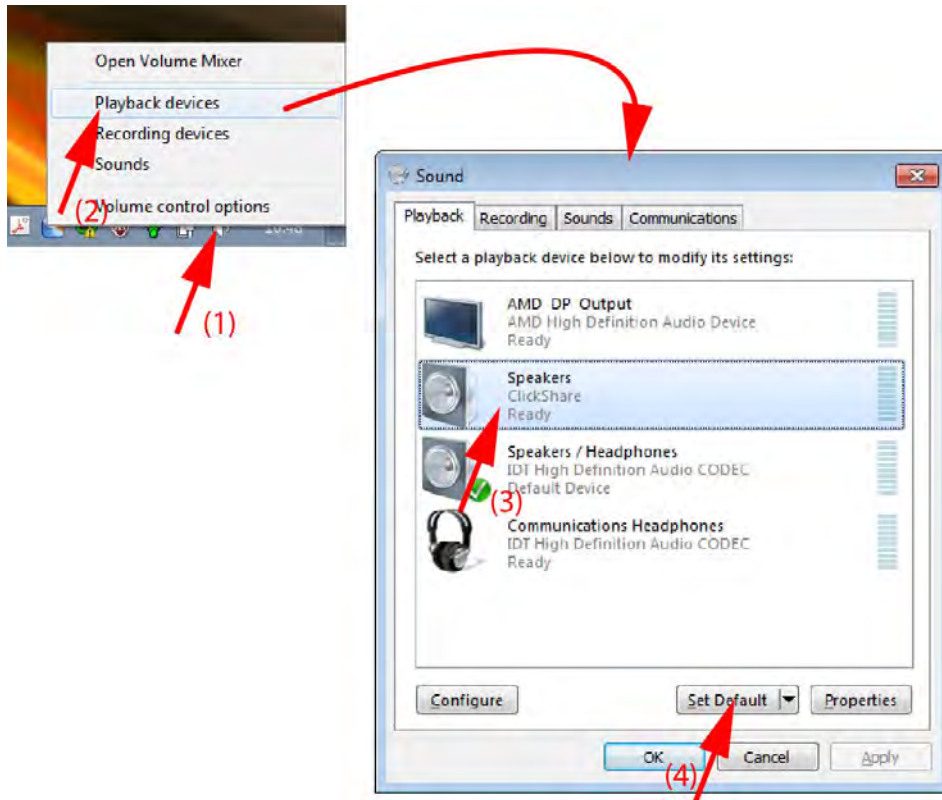 Open Volume Mixer
Playback devices
Recording devices
Sounds
Volume control options
(2)
(1)
Sound
Playback Recording Sounds Communications
Select a playback device below to modify its settings:
AMD DP Output
AMD High Definition Audio Device
Ready
Speakers
ClickShare
Ready
Speakers / Headphones
IDT High Definition Audio CODEC
Default Device
(3)
Communications Headphones
IDT High Definition Audio CODEC
Ready
Configure Set Default Properties
OK Cancel Apply
(4)